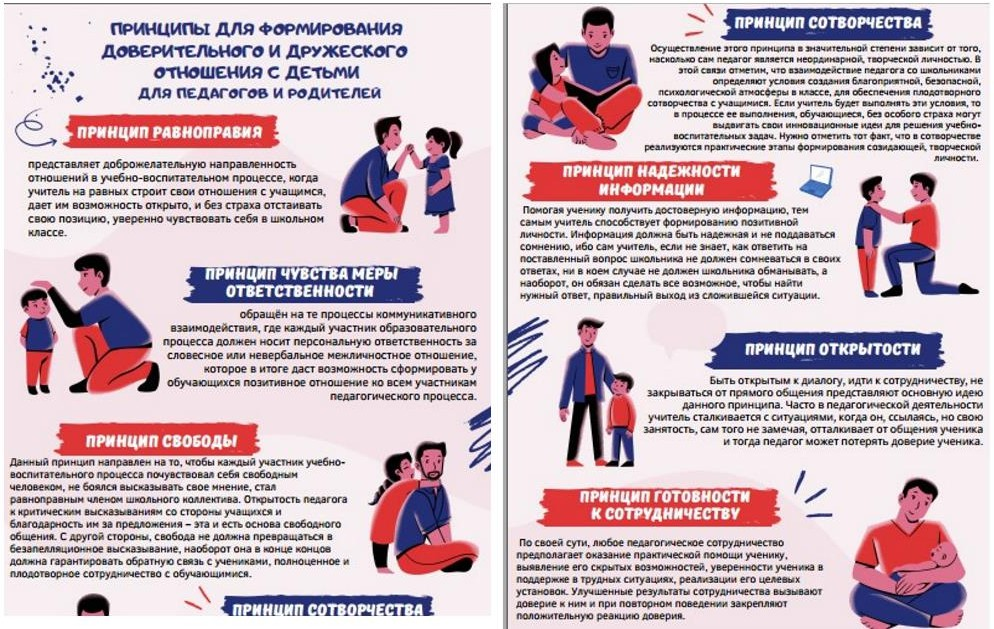 ПРИНЦИПЫ ДЛЯ ФОРМИРОВАНИЯ
ДОВЕРИТЕЛЬНОГО И ДРУЖЕСКОГО
ОТНОШЕНИЯ С ДЕТЬМИ
ДЛЯ ПЕДАГОГОВ И РОДИТЕЛЕЙ
ПРИНЦИП РАВНОПРАВИЯ
представляет доброжелательную направленность
отношений в учебно-воспитательном процессе, когда
учитель на равных строит свои отношения с учащимся,
дает им возможность открыто, и без страха отстаивать
свою позицию, уверенно чувствовать себя в школьном
классе.
ПРИНЦИП ЧУВСТВА МЕРЫ
ОТВЕТСТВЕННОСТИ
обращён на те процессы коммуникативного
взаимодействия, где каждый участник образовательного
процесса должен носит персональную ответственность за
словесное или невербальное межличностное отношение,
которое в итоге даст возможность сформировать у
обучающихся позитивное отношение ко всем участникам
педагогического процесса.
ПРИНЦИП СВОБОДЫ
Данный принцип направлен на то, чтобы каждый участник учебно-
воспитательного процесса почувствовал себя свободным
человеком, не боялся высказывать свое мнение, стал
равноправным членом школьного коллектива. Открытость педагога
к критическим высказываниям со стороны учащихся и
благодарность им за предложения – эта и есть основа свободного
общения. С другой стороны, свобода не должна превращаться в
безапелляционное высказывание, наоборот она в конце концов
должна гарантировать обратную связь с учениками, полноценное и
плодотворное сотрудничество с обучающимися.
ПРИНЦИП СОТВОРЧЕСТВА
ПРИНЦИП СОТВОРЧЕСТВА
Осуществление этого принципа в значительной степени зависит от того,
насколько сам педагог является неординарной, творческой личностью. В
этой связи отметим, что взаимодействие педагога со школьниками
определяют условия создания благоприятной, безопасной,
психологической атмосферы в классе, для обеспечения плодотворного
сотворчества с учащимися. Если учитель будет выполнять эти условия, то
в процессе ее выполнения, обучающиеся, без особого страха могут
выдвигать свои инновационные идеи для решения учебно-
воспитательных задач. Нужно отметить тот факт, что в сотворчестве
реализуются практические этапы формирования созидающей, творческой
личности.
ПРИНЦИП НАДЕЖНОСТИ
ИНФОРМАЦИИ
Помогая ученику получить достоверную информацию, тем
самым учитель способствует формированию позитивной
личности. Информация должна быть надежная и не поддаваться
сомнению, ибо сам учитель, если не знает, как ответить на
поставленный вопрос школьника не должен сомневаться в своих
ответах, ни в коем случае не должен школьника обманывать, а
наоборот, он обязан сделать все возможное, чтобы найти
нужный ответ, правильный выход из сложившейся ситуации.
ПРИНЦИП ОТКРЫТОСТИ
Быть открытым к диалогу, идти к сотрудничеству, не
закрываться от прямого общения представляют основную идею
данного принципа. Часто в педагогической деятельности
учитель сталкивается с ситуациями, когда он, ссылаясь, но свою
занятость, сам того не замечая, отталкивает от общения ученика
и тогда педагог может потерять доверие ученика.
ПРИНЦИП ГОТОВНОСТИ
К СОТРУДНИЧЕСТВУ
По своей сути, любое педагогическое сотрудничество
предполагает оказание практической помощи ученику,
выявление его скрытых возможностей, уверенности ученика в
поддержке в трудных ситуациях, реализации его целевых
установок. Улучшенные результаты сотрудничества вызывают
доверие к ним и при повторном поведении закрепляют
положительную реакцию доверия.